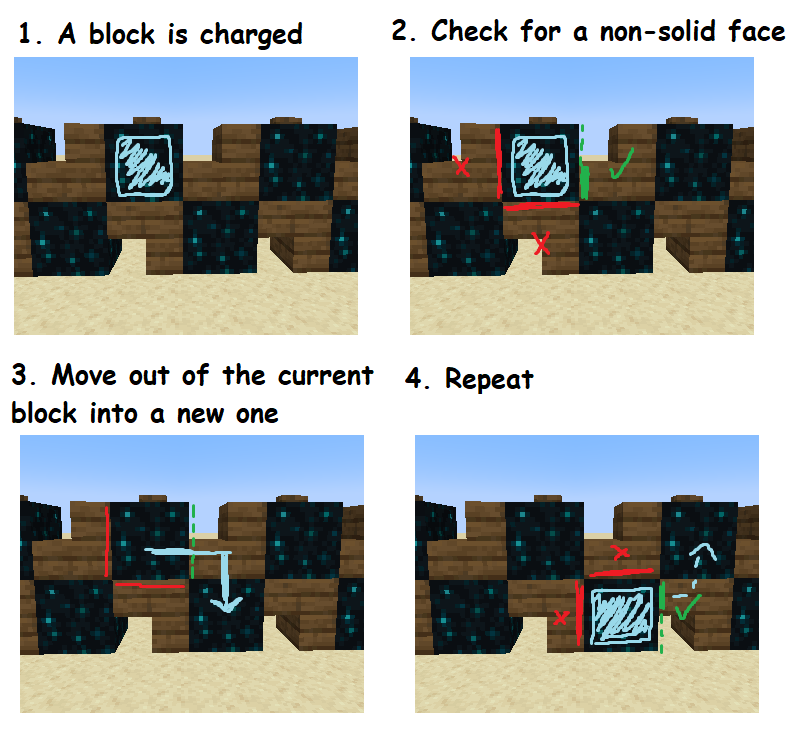 1. A block is charged
2. Check for a non-solid face
3. Move out of the current
block into a new one
4. Repeat